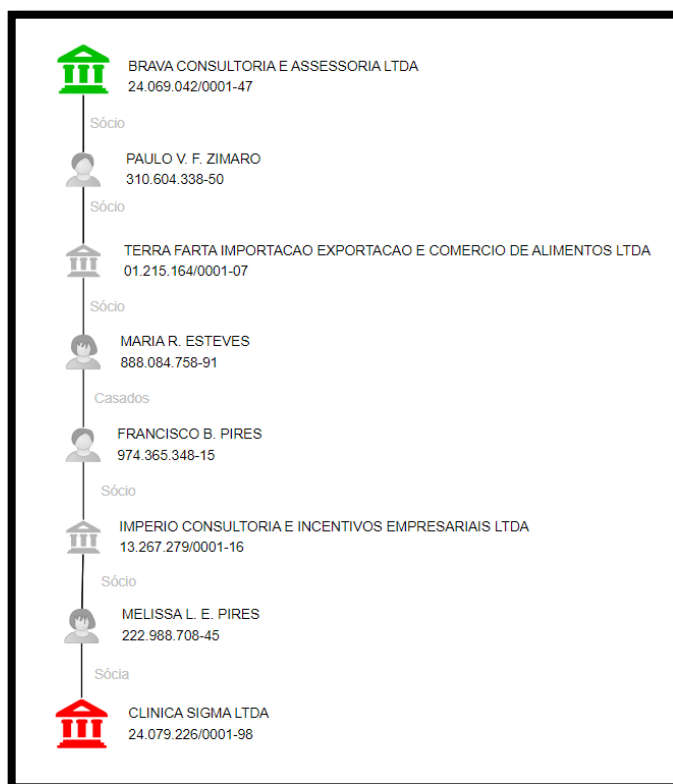 BRAVA CONSULTORIA E ASSESSORIA LTDA
24.069.042/0001-47
Sócio
PAULO V. F. ZIMARO
310.604.338-50
Sócio
TERRA FARTA IMPORTACAO EXPORTACAO E COMERCIO DE ALIMENTOS LTDA
01.215.164/0001-07
Sócio
MARIA R. ESTEVES
888.084.758-91
Casados
FRANCISCO B. PIRES
974.365.348-15
Sócio
IMPERIO CONSULTORIA E INCENTIVOS EMPRESARIAIS LTDA
13.267.279/0001-16
Sócio
MELISSA L. E. PIRES
222.988.708-45
Sócia
CLINICA SIGMA LTDA
24.079.226/0001-98